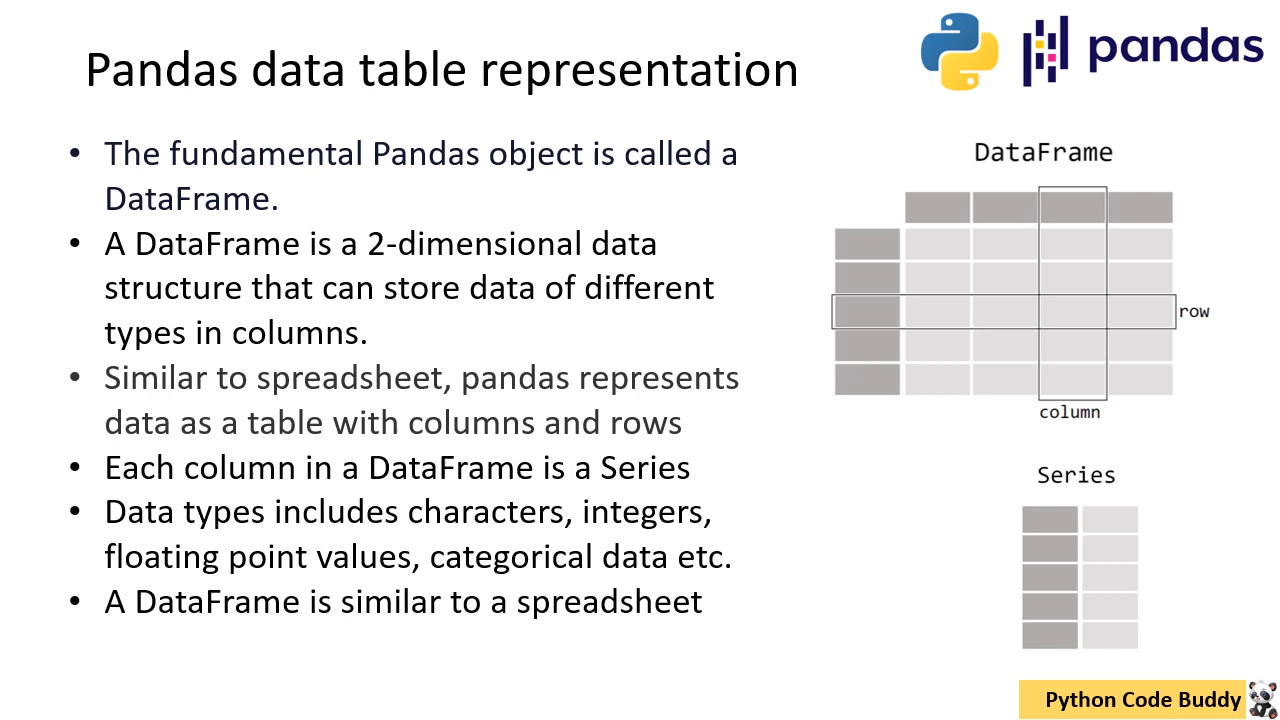 Pandas data table representation
pandas
• The fundamental Pandas object is called a
DataFrame.
• A DataFrame is a 2-dimensional data
structure that can store data of different
types in columns.
• Similar to spreadsheet, pandas represents
data as a table with columns and rows
• Each column in a DataFrame is a Series
• Data types includes characters, integers,
floating point values, categorical data etc.
• A DataFrame is similar to a spreadsheet
DataFrame
row
column
Series
Python Code Buddy